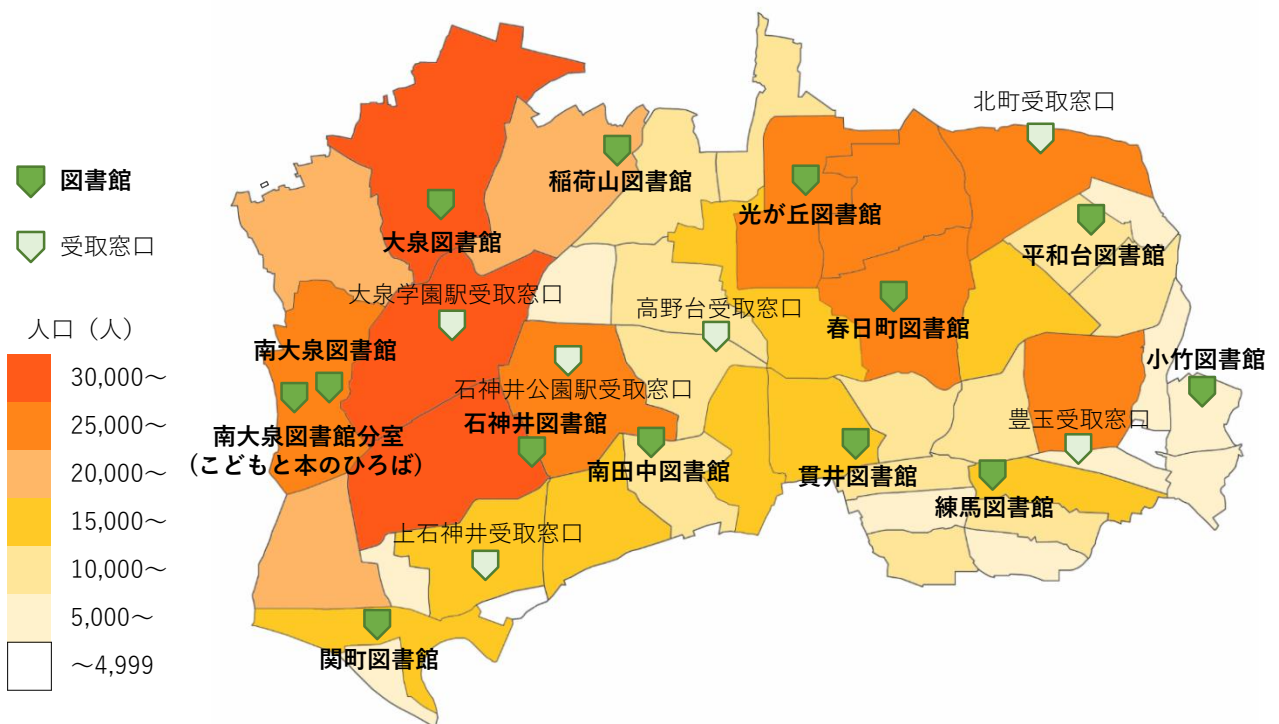 図書館
受取窓口
人口（人）
30,000～
25,000～
20,000～
15,000～
10,000～
5,000～
～4,999
北町受取窓口
稲荷山図書館
光が丘図書館
大泉図書館
平和台図書館
大泉学園駅受取窓口
高野台受取窓口
春日町図書館
南大泉図書館
小竹図書館
石神井公園駅受取窓口
石神井図書館
豊玉受取窓口
南大泉図書館分室
（こどもと本のひろば）
南田中図書館
貫井図書館
練馬図書館
上石神井受取窓口
関町図書館